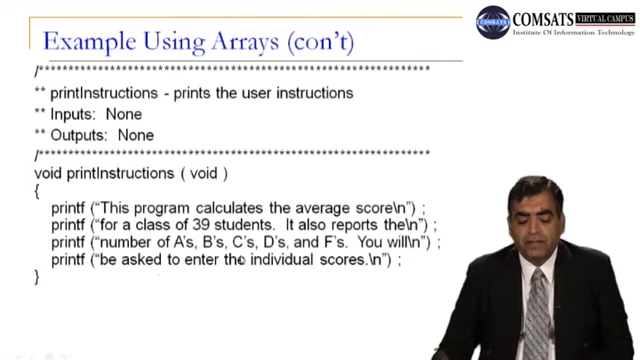 COMSATS VIRTUAL CAMPUS
Institute Of Information Technology
Example Using Arrays (con't)
/******************************************************************
** printInstructions - prints the user instructions
** Inputs: None
** Outputs: None
/******************************************************************
void printInstructions ( void )
{
printf (“This program calculates the average score\n”) ;
printf (“for a class of 39 students. It also reports the\n”) ;
printf (“number of A’s, B’s, C’s, D’s, and F’s. You will\n”) ;
printf (“be asked to enter the individual scores.\n”) ;
}